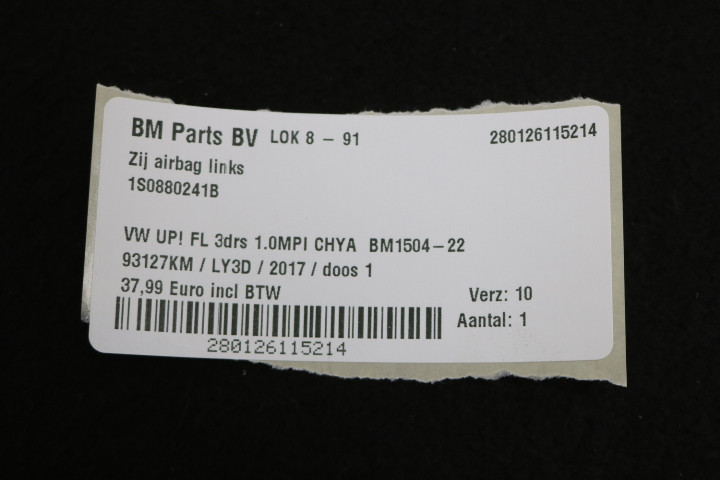 BM Parts BV LOK 8 - 91 280126115214
Zij airbag links
1S0880241B
VW UP! FL 3drs 1.0MPI CHYA BM1504-22
93127KM / LY3D / 2017 / doos 1
37,99 Euro incl BTW Verz: 10
Aantal: 1
280126115214